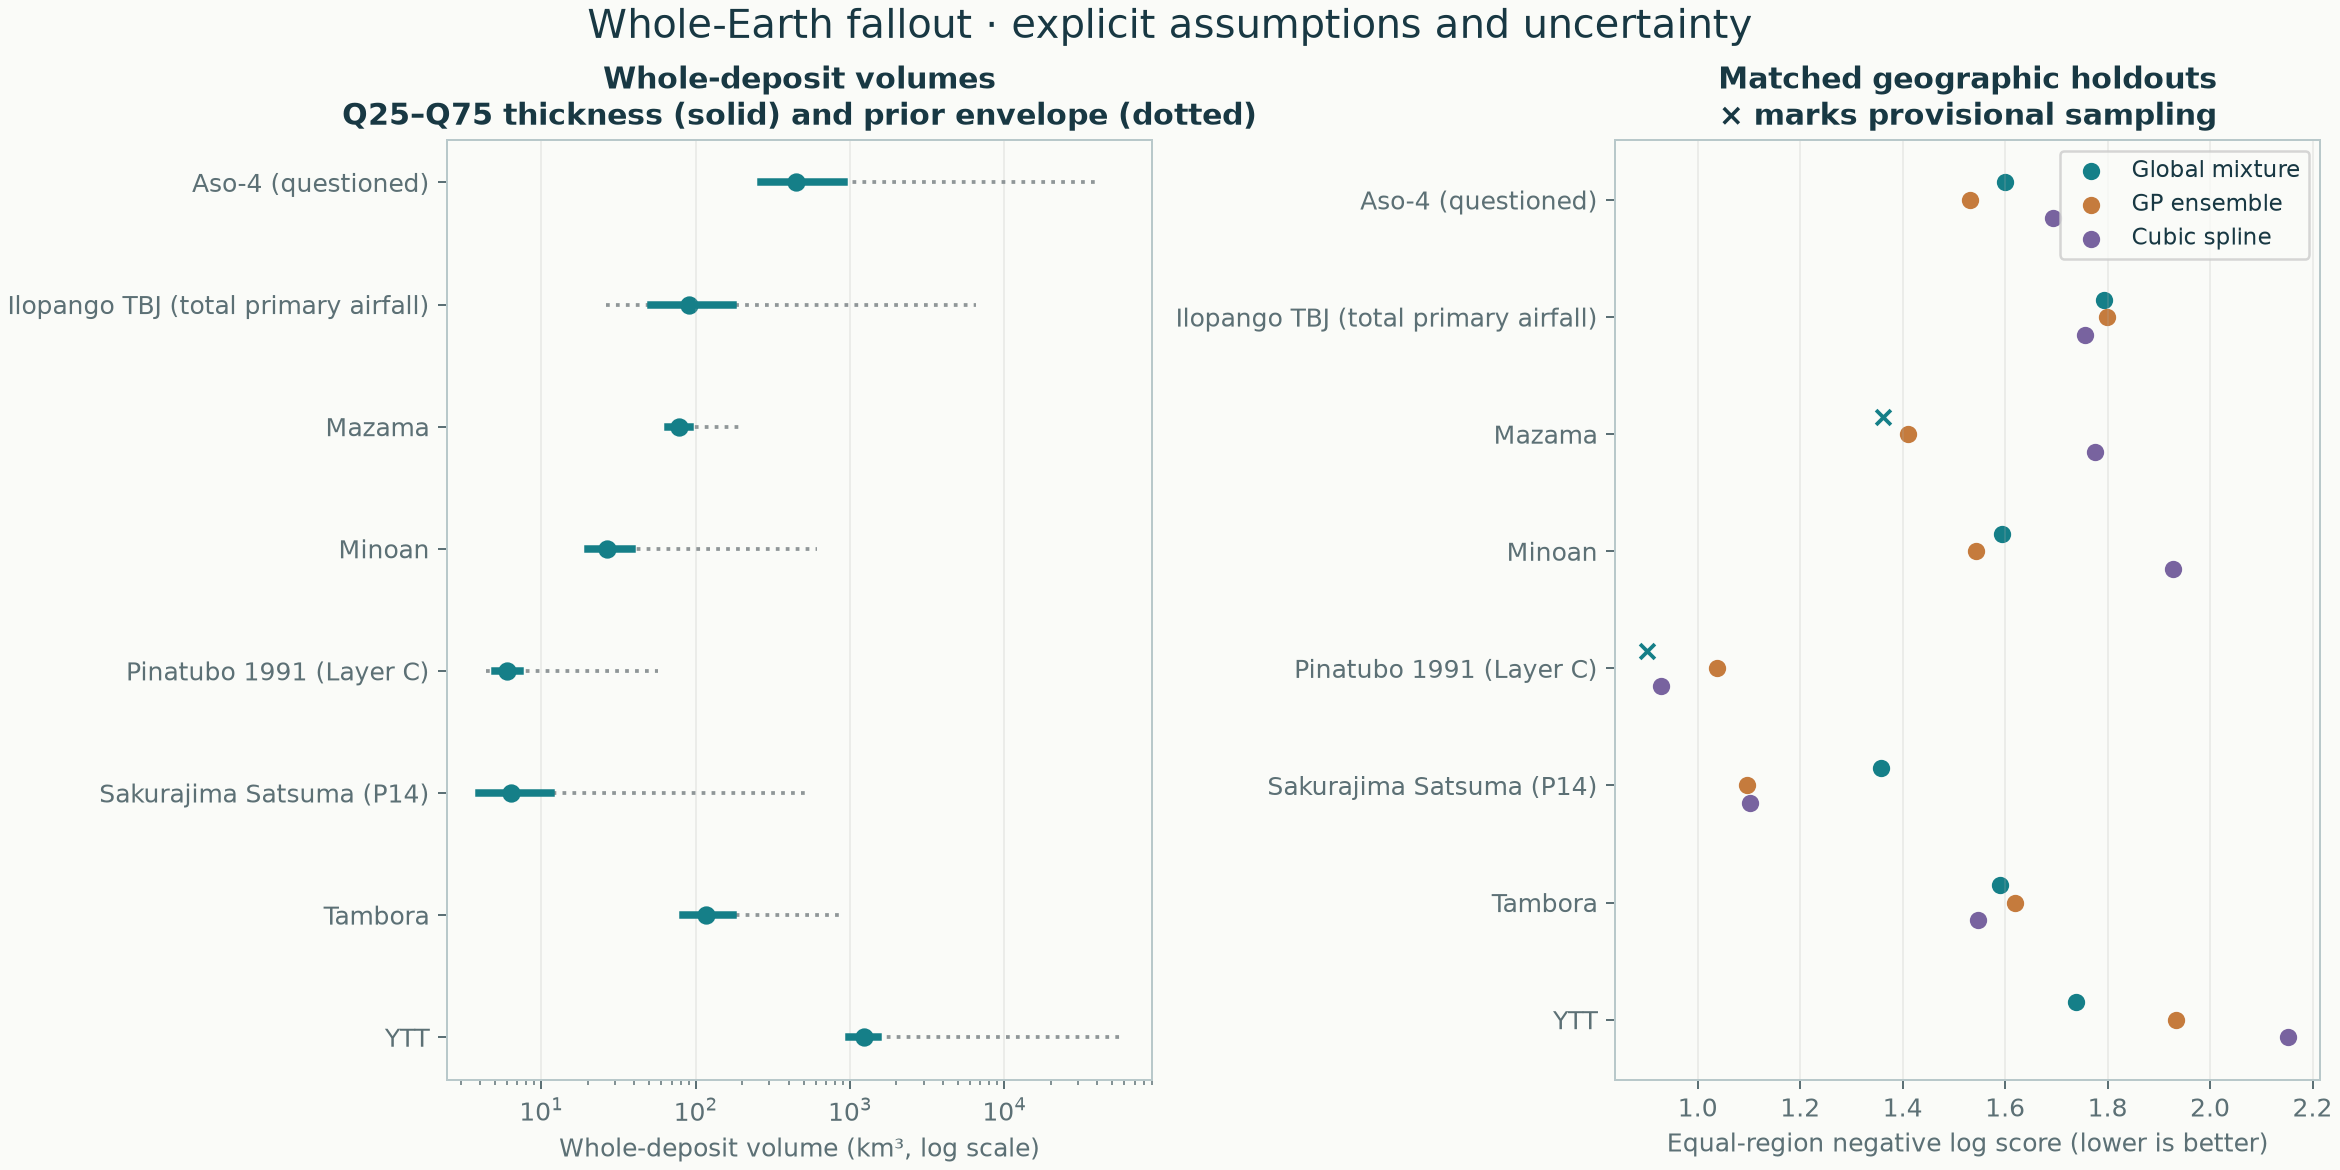 Whole-Earth fallout · explicit assumptions and uncertainty
Whole-deposit volumes
Q25–Q75 thickness (solid) and prior envelope (dotted)
Aso-4 (questioned)
Ilopango TBJ (total primary airfall)
Mazama
Minoan
Pinatubo 1991 (Layer C)
Sakurajima Satsuma (P14)
Tambora
YTT
10¹ 10² 10³ 10⁴
Whole-deposit volume (km³, log scale)
Matched geographic holdouts
× marks provisional sampling
Global mixture
GP ensemble
Cubic spline
Aso-4 (questioned)
Ilopango TBJ (total primary airfall)
Mazama
Minoan
Pinatubo 1991 (Layer C)
Sakurajima Satsuma (P14)
Tambora
YTT
1.0 1.2 1.4 1.6 1.8 2.0 2.2
Equal-region negative log score (lower is better)